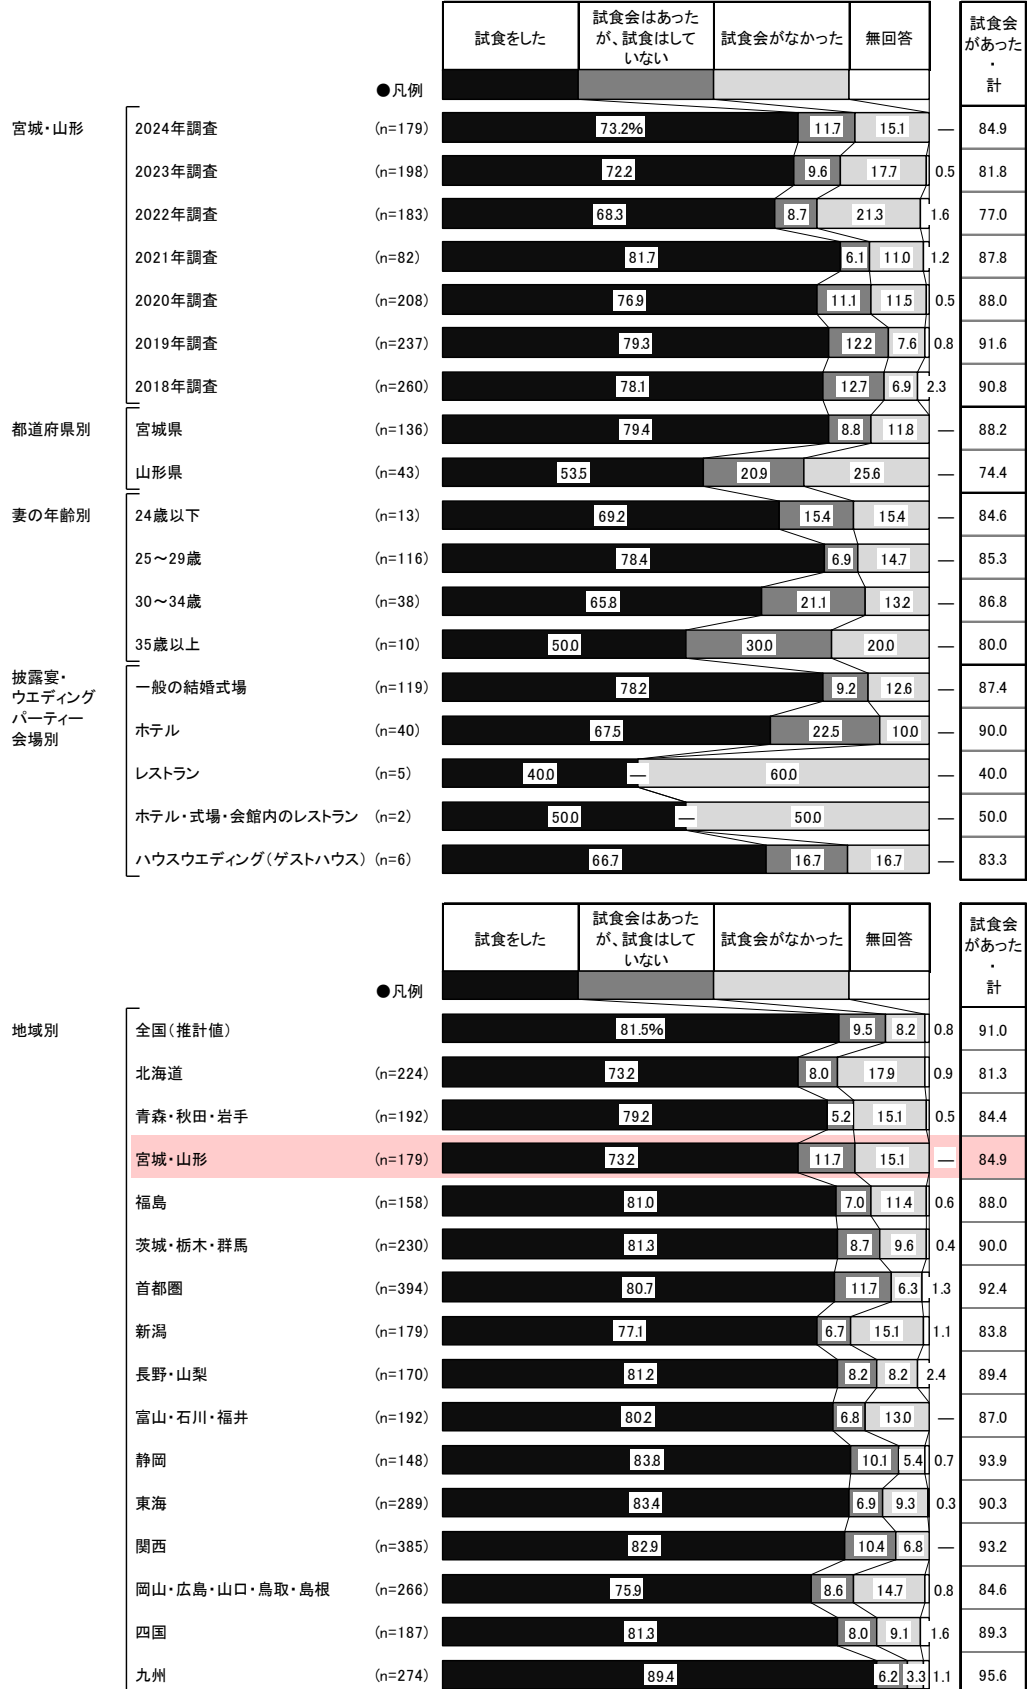 試食をした 試食会はあったが、試食はしていない 試食会がなかった 無回答 試食会があった・計
●凡例
宮城・山形 2024年調査 (n=179) 73.2% 11.7 15.1 — 84.9
2023年調査 (n=198) 72.2 9.6 17.7 0.5 81.8
2022年調査 (n=183) 68.3 8.7 21.3 1.6 77.0
2021年調査 (n=82) 81.7 6.1 11.0 1.2 87.8
2020年調査 (n=208) 76.9 11.1 11.5 0.5 88.0
2019年調査 (n=237) 79.3 12.2 7.6 0.8 91.6
2018年調査 (n=260) 78.1 12.7 6.9 2.3 90.8
都道府県別 宮城県 (n=136) 79.4 8.8 11.8 88.2
山形県 (n=43) 53.5 20.9 25.6 — 74.4
妻の年齢別 24歳以下 (n=13) 69.2 15.4 15.4 — 84.6
25～29歳 (n=116) 78.4 6.9 14.7 — 85.3
30～34歳 (n=38) 65.8 21.1 13.2 — 86.8
35歳以上 (n=10) 50.0 30.0 20.0 — 80.0
披露宴・ウエディングパーティー会場別 一般の結婚式場 (n=119) 78.2 9.2 12.6 — 87.4
ホテル (n=40) 67.5 22.5 10.0 — 90.0
レストラン (n=5) 40.0 — 60.0 — 40.0
ホテル・式場・会館内のレストラン (n=2) 50.0 — 50.0 — 50.0
ハウスウエディング（ゲストハウス） (n=6) 66.7 16.7 16.7 — 83.3
試食をした 試食会はあったが、試食はしていない 試食会がなかった 無回答 試食会があった・計
●凡例
地域別 全国（推計値） 81.5% 9.5 8.2 0.8 91.0
北海道 (n=224) 73.2 8.0 17.9 0.9 81.3
青森・秋田・岩手 (n=192) 79.2 5.2 15.1 0.5 84.4
宮城・山形 (n=179) 73.2 11.7 15.1 — 84.9
福島 (n=158) 81.0 7.0 11.4 0.6 88.0
茨城・栃木・群馬 (n=230) 81.3 8.7 9.6 0.4 90.0
首都圏 (n=394) 80.7 11.7 6.3 1.3 92.4
新潟 (n=179) 77.1 6.7 15.1 1.1 83.8
長野・山梨 (n=170) 81.2 8.2 8.2 2.4 89.4
富山・石川・福井 (n=192) 80.2 6.8 13.0 — 87.0
静岡 (n=148) 83.8 10.1 5.4 0.7 93.9
東海 (n=289) 83.4 6.9 9.3 0.3 90.3
関西 (n=385) 82.9 10.4 6.8 — 93.2
岡山・広島・山口・鳥取・島根 (n=266) 75.9 8.6 14.7 0.8 84.6
四国 (n=187) 81.3 8.0 9.1 1.6 89.3
九州 (n=274) 89.4 6.2 3.3 1.1 95.6